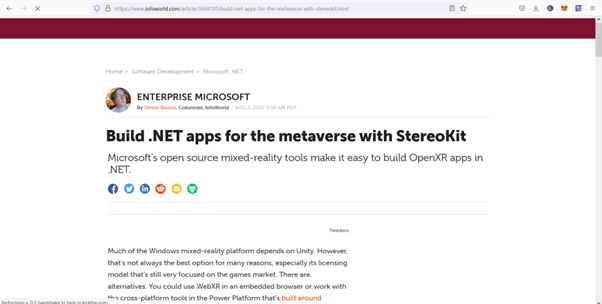 https://www.infoworld.com/article/3668797/build-net-apps-for-the-metaverse-with-stereokit.html
Home > Software Development > Microsoft .NET
ENTERPRISE MICROSOFT
By Simon Bisson, Columnist, InfoWorld | AUG 3, 2022 3:00 AM PDT
Build .NET apps for the metaverse with StereoKit
Microsoft's open source mixed-reality tools make it easy to build OpenXR apps in
.NET.
Thinkstock
Much of the Windows mixed-reality platform depends on Unity. However,
that's not always the best option for many reasons, especially its licensing
model that's still very focused on the games market. There are
alternatives. You could use WebXR in an embedded browser or work with
the cross-platform tools in the Power Platform that's built around
Performing a TLS handshake to